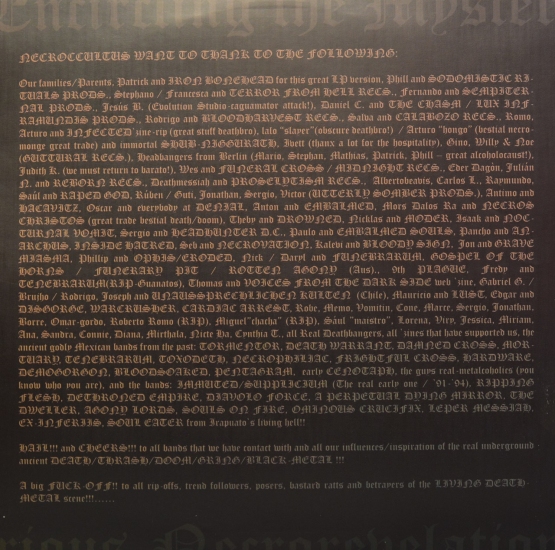 Encircling the Myster
NECROCCULTUS WANT TO THANK TO THE FOLLOWING:
Our families/Parents, Patrick and IRON BONEHEAD for this great LP version, Phill and SODOMISTIC RI-
TUALS PRODS., Stephano / Francesca and TERROR FROM HELL RECS., Fernando and SEMPITER-
NAL PRODS., Jesús B. (Evolution Studio-caguamator attack!), Daniel C. and THE CHASM / LUX INF-
RAMUNDIS PRODS., Rodrigo and BLOODHARVEST RECS., Salva and CALABOZO RECS., Romo,
Arturo and INFECTED zine-rip (great stuff deathbro), Ialo "slayer"(obscure deathbro!) / Arturo "hongo" (bestial necro-
monge great trade) and immortal SHUB-NIGGURATH, Ivett (thanx a lot for the hospitality), Gino, Willy & Noe
(GUTTURAL RECS.), Headbangers from Berlin (Mario, Stephan, Mathias, Patrick, Phill - great alcoholocaust!),
Judith K. (we must return to barato!), Wes and FUNERAL CROSS / MIDNIGHT RECS., Eder Dagón, Julián
N. and REBORN RECS., Deathmessiah and PROSELYTISM RECS., Albertobeatis, Carlos L., Raymundo,
Saúl and RAPED GOD, Rúben / Guti, Jonathan, Sergio, Victor (UTTERLY SOMBER PRODS.), Antimo and
HACAVITZ, Oscar and everybody at DENIAL, Anton and EMBALMED, Mors Dalos Ra and NECROS
CHRISTOS (great trade bestial death/doom), Theby and DROWNED, Nicklas and MODER, Isaak and NOC-
TURNAL VOMIT, Sergio and HEADHUNTER D.C., Paulo and EMBALMED SOULS, Pancho and AN-
ARCHUS, INSIDE HATRED, Seb and NECROVATION, Kalevi and BLOODY SIGN, Jon and GRAVE
MIASMA, Phillip and OPHIS/ERODED, Nick / Daryl and FUNEBRARUM, GOSPEL OF THE
HORNS / FUNERARY PIT / ROTTEN AGONY (Aus)., 9th PLAGUE, Fredy and
TENEBRARUM(RIP-Guanatos), Thomas and VOICES FROM THE DARK SIDE web zine, Gabriel G. /
Brujho / Rodrigo, Joseph and UNAUSSPRECHLICHEN KULTEN (Chile), Mauricio and LUST, Edgar and
DISGORGE, WARCRUSHER, CARDIAC ARREST, Robe, Memo, Vomitus, Cone, Marre, Sergio, Jonathan,
Borre, Omar-gordo, Roberto Romo (RIP), Miguel"chacha" (RIP), Saúl "maistro", Lorena, Viry, Jessica, Miriam,
Ana, Sandra, Connie, Diana, Mirthala, Nicte Ha, Cynthia T., all Real Deathbangers, all zines that have supported us, the
ancient godly Mexican bands from the past: TORMENTOR, DEATH WARRANT, DAMNED CROSS, MOR-
TUARY, TENEBRARUM, TOXODETH, NECROPHILIAC, FRIGHTFUL CROSS, HARDWARE,
DEMOGORGON, BLOODSOAKED, PENTAGRAM, early CENOTAPH, the guys real-metalcoholics (you
know who you are), and the bands: IMMUTED/SUPPLICIUM (The real early one / '91-'94), RIPPING
FLESH, DETHRONED EMPIRE, DIAVOLO FORCE, A PERPETUAL DYING MIRROR, THE
DWELLER, AGONY LORDS, SOULS ON FIRE, OMINOUS CRUCIFIX, LEPER MESSIAH,
EX-INFERIIS, SOUL EATER from Irapuato's living hell!!
HAIL!!! and CHEERS!!! to all bands that we have contact with and all our influences/inspiration of the real underground
ancient DEATH/THRASH/DOOM/GRIND/BLACK-METAL !!!
A big FUCK OFF!! to all rip-offs, trend followers, posers, bastard ratts and betrayers of the LIVING DEATH-
METAL scene!!!......
rious Necrorevelation